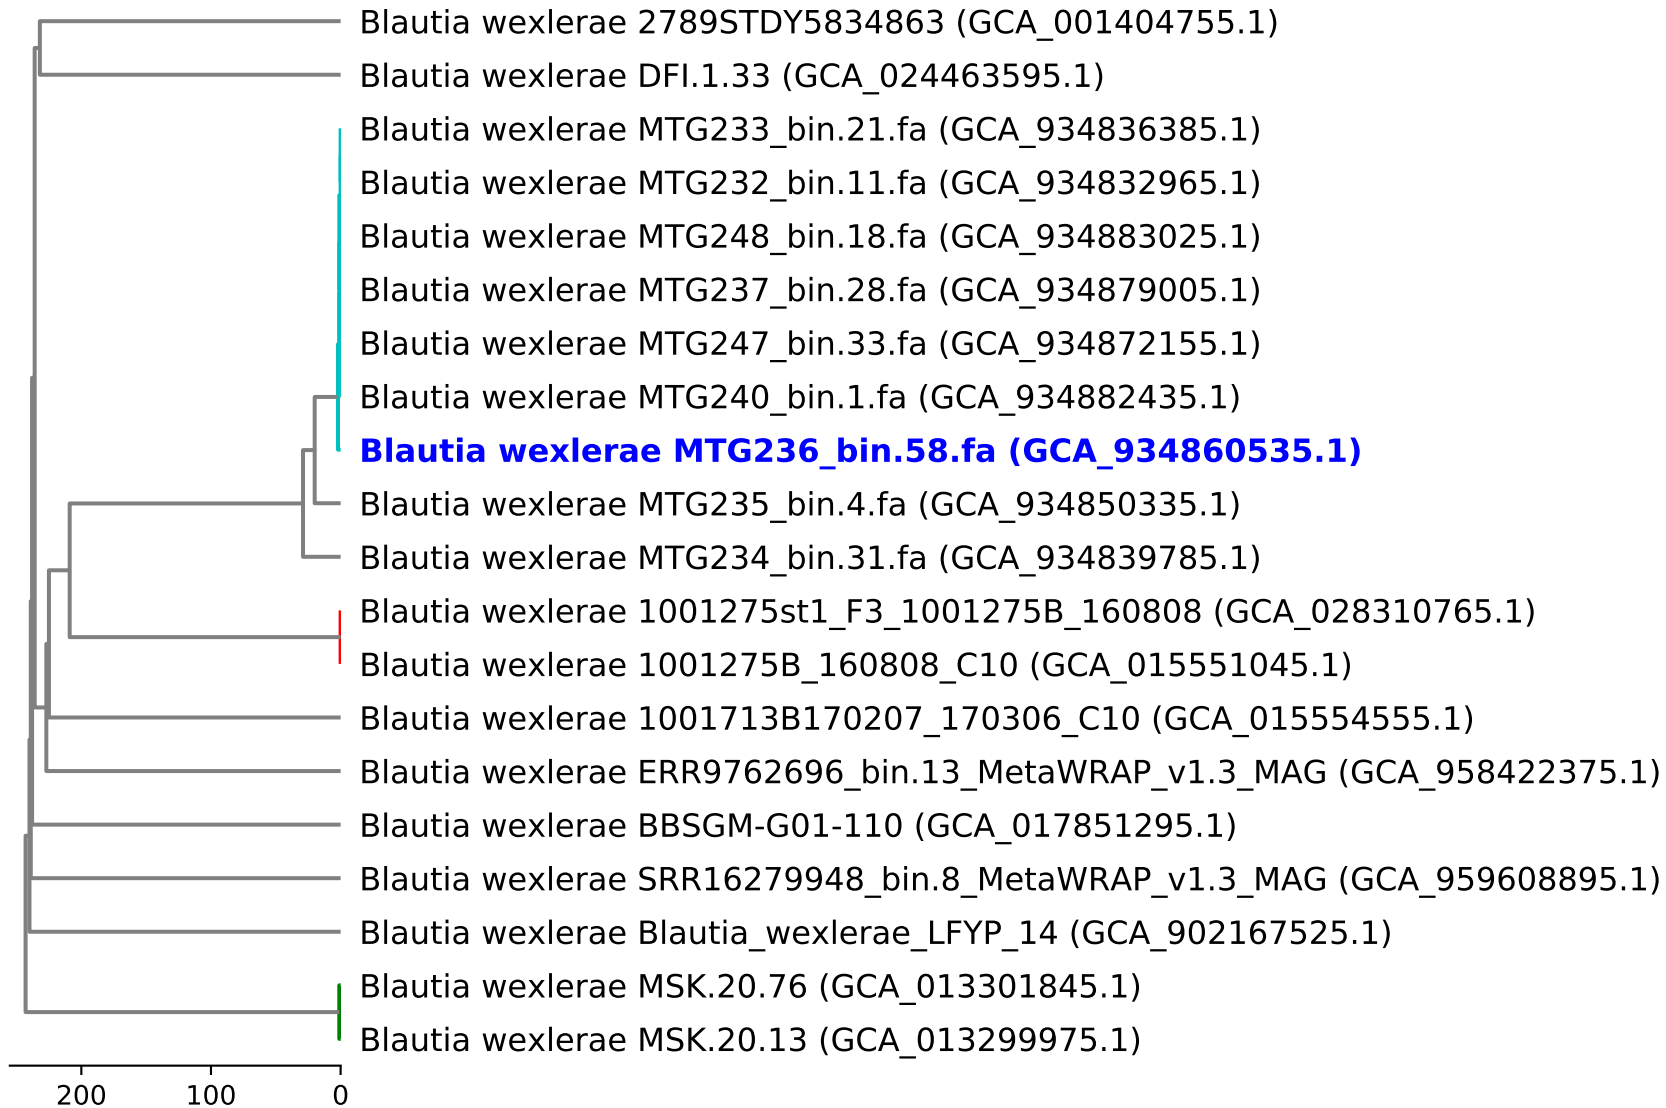 Blautia wexlerae 2789STDY5834863 (GCA_001404755.1)
Blautia wexlerae DFI.1.33 (GCA_024463595.1)
Blautia wexlerae MTG233_bin.21.fa (GCA_934836385.1)
Blautia wexlerae MTG232_bin.11.fa (GCA_934832965.1)
Blautia wexlerae MTG248_bin.18.fa (GCA_934883025.1)
Blautia wexlerae MTG237_bin.28.fa (GCA_934879005.1)
Blautia wexlerae MTG247_bin.33.fa (GCA_934872155.1)
Blautia wexlerae MTG240_bin.1.fa (GCA_934882435.1)
Blautia wexlerae MTG236_bin.58.fa (GCA_934860535.1)
Blautia wexlerae MTG235_bin.4.fa (GCA_934850335.1)
Blautia wexlerae MTG234_bin.31.fa (GCA_934839785.1)
Blautia wexlerae 1001275st1_F3_1001275B_160808 (GCA_028310765.1)
Blautia wexlerae 1001275B_160808_C10 (GCA_015551045.1)
Blautia wexlerae 1001713B170207_170306_C10 (GCA_015554555.1)
Blautia wexlerae ERR9762696_bin.13_MetaWRAP_v1.3_MAG (GCA_958422375.1)
Blautia wexlerae BBSGM-G01-110 (GCA_017851295.1)
Blautia wexlerae SRR16279948_bin.8_MetaWRAP_v1.3_MAG (GCA_959608895.1)
Blautia wexlerae Blautia_wexlerae_LFYP_14 (GCA_902167525.1)
Blautia wexlerae MSK.20.76 (GCA_013301845.1)
Blautia wexlerae MSK.20.13 (GCA_013299975.1)
200 100 0